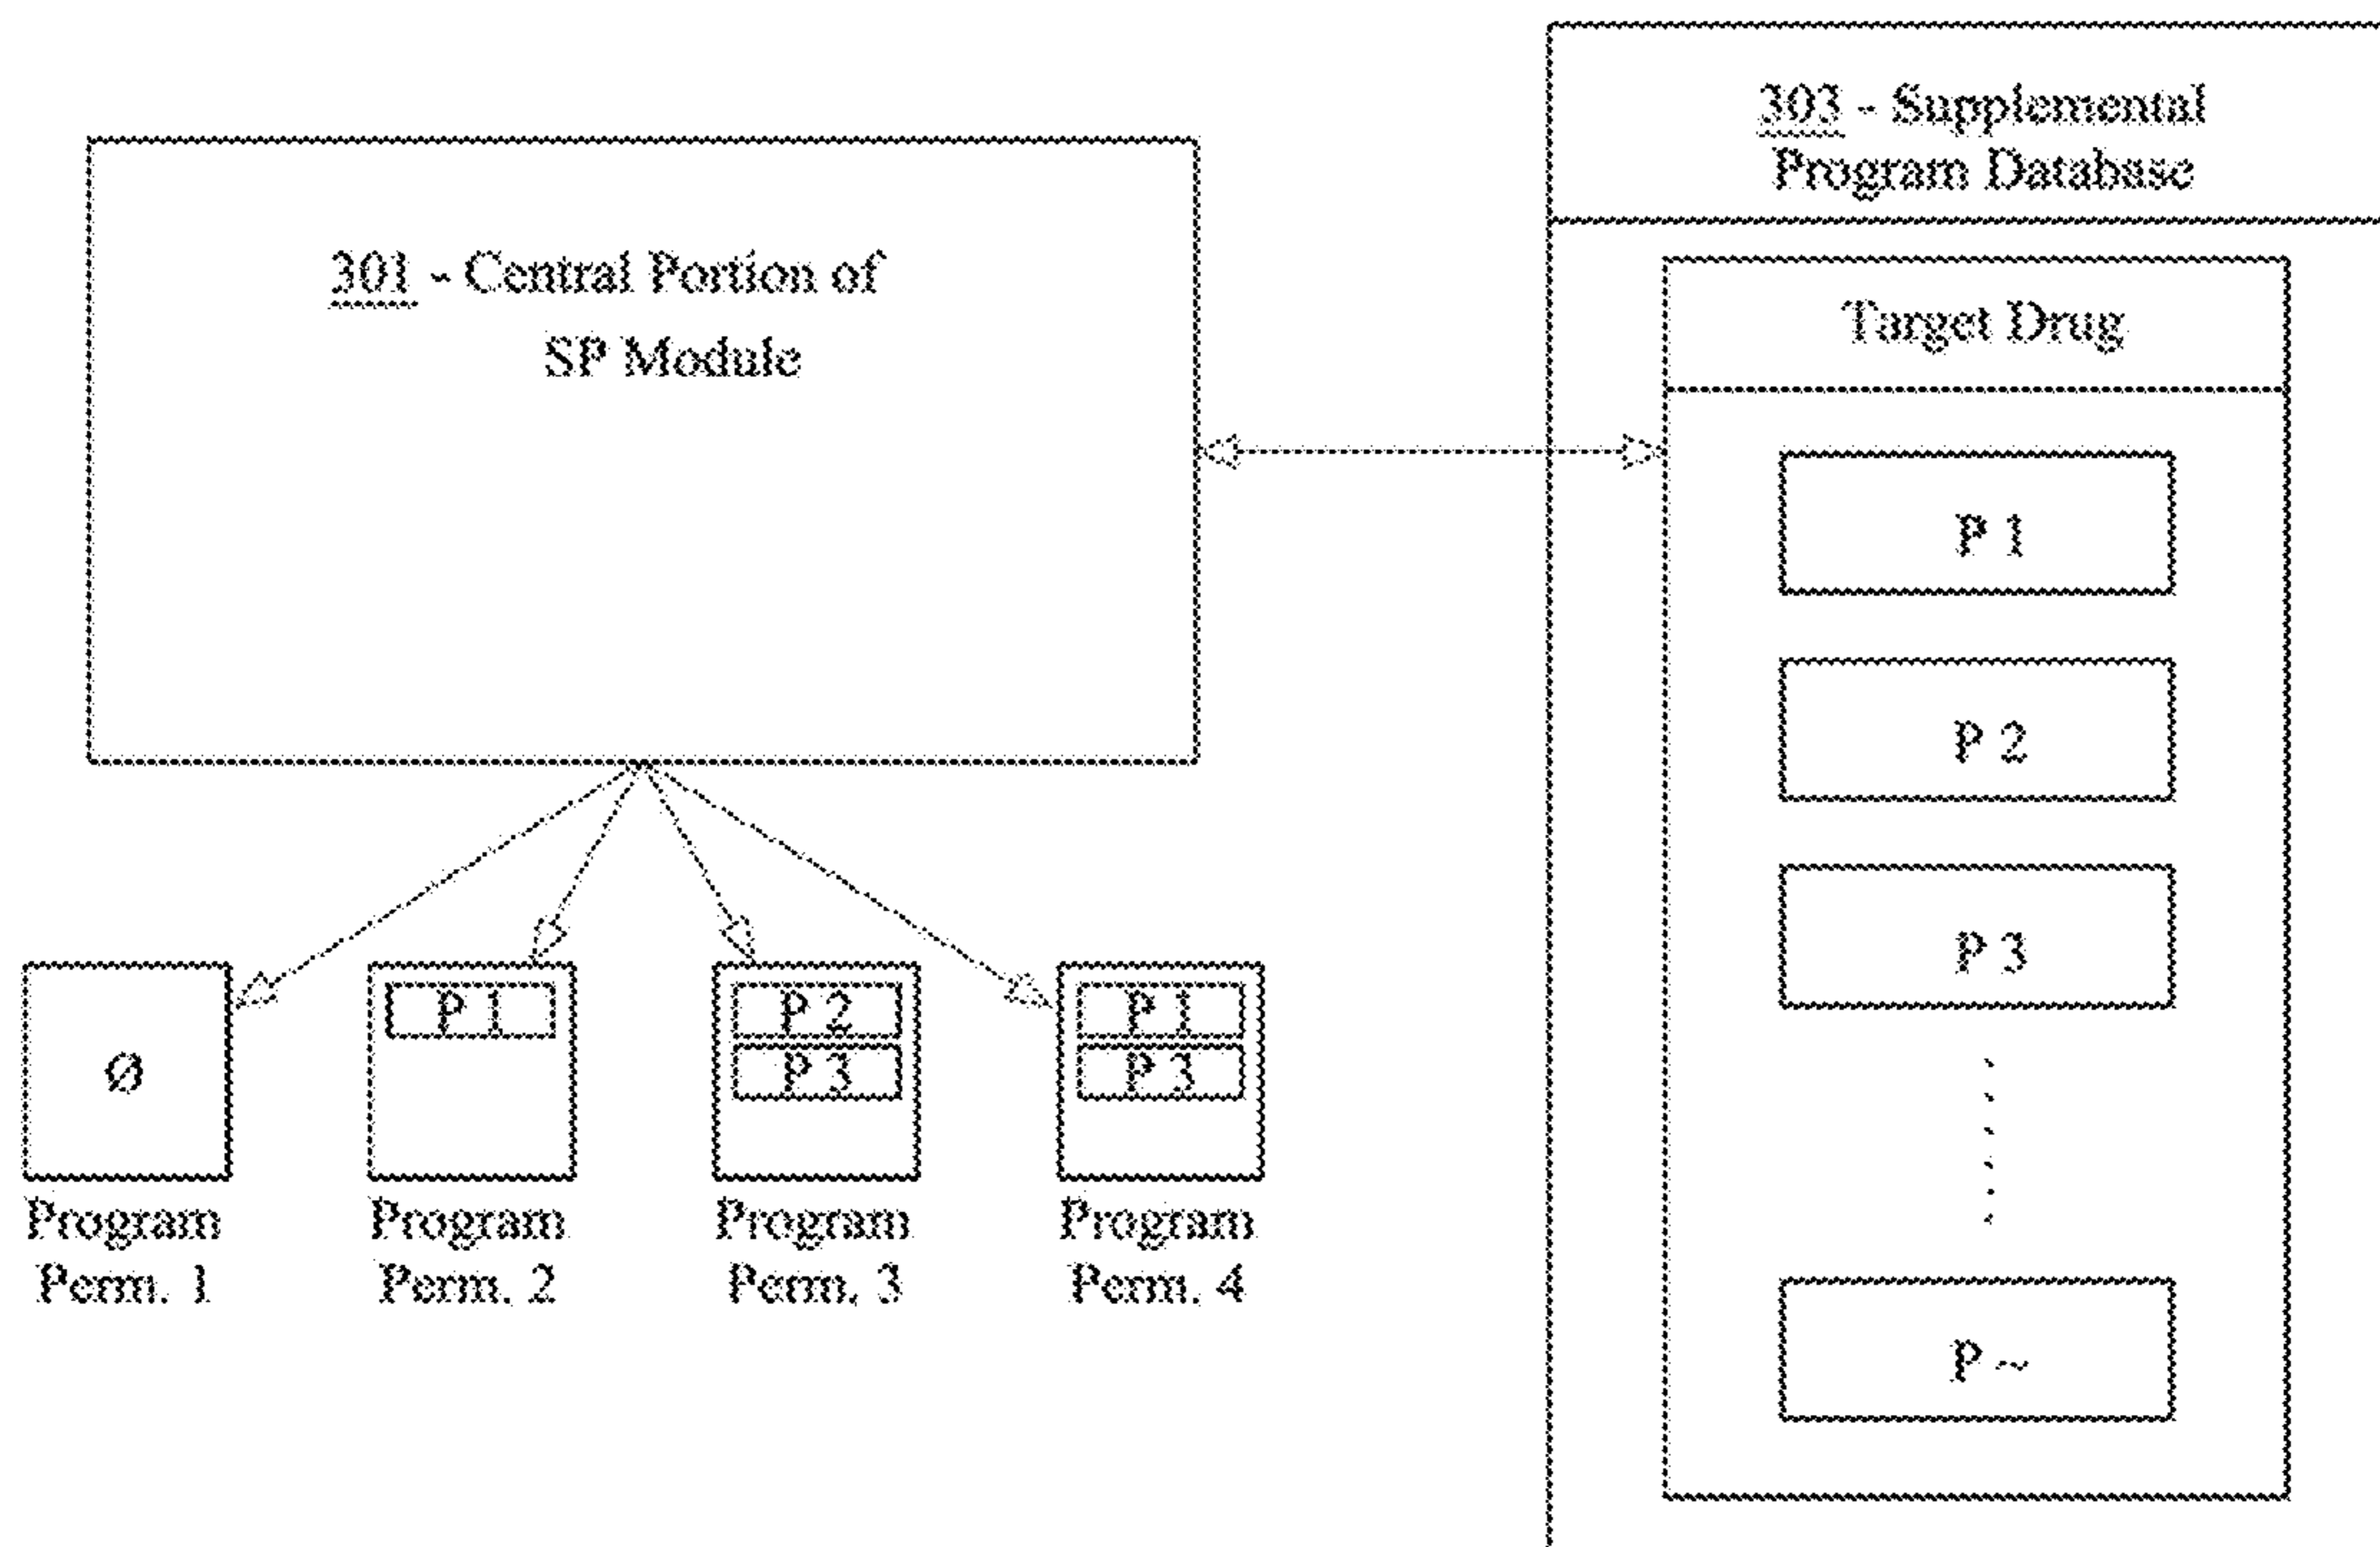 303 - Supplemental
Program Database
301 - Central Portion of
SP Module
Target Drug
P 1
P 2
P 3
P ~
Ø
P 1
P 2
P 3
P 1
P 3
Program
Perm. 1
Program
Perm. 2
Program
Perm. 3
Program
Perm. 4